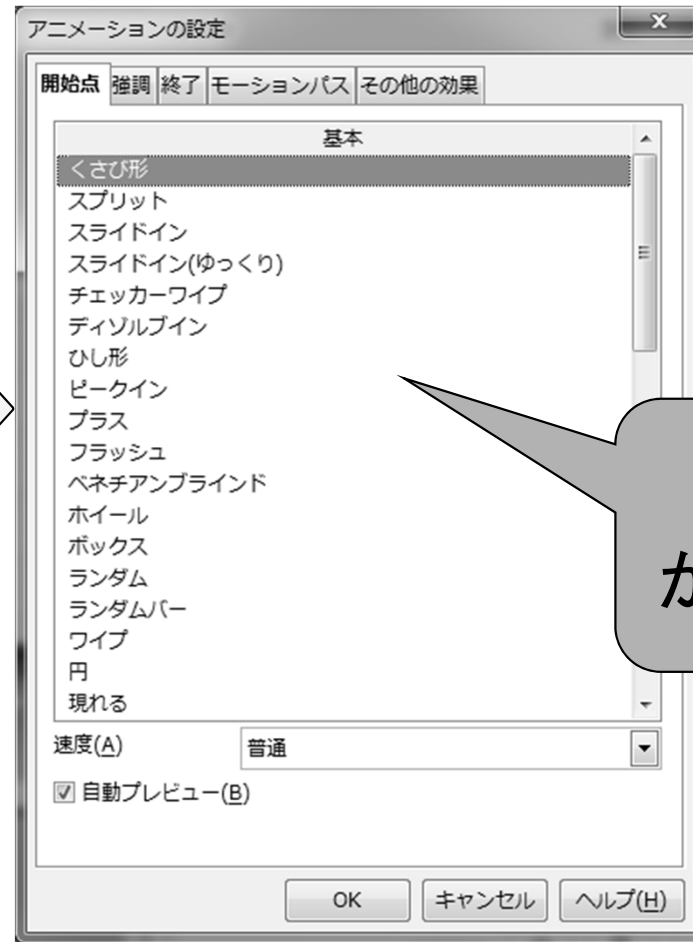 アニメーションの設定
開始点 強調 終了 モーションパス その他の効果
基本
くさび形
スプリット
スライドイン
スライドイン(ゆっくり)
チェッカーワイプ
ディゾルブイン
ひし形
ピークイン
プラス
フラッシュ
ベネチアンブラインド
ホイール
ボックス
ランダム
ランダムバー
ワイプ
円
現れる
速度(A) 普通
自動プレビュー(B)
OK キャンセル ヘルプ(H)